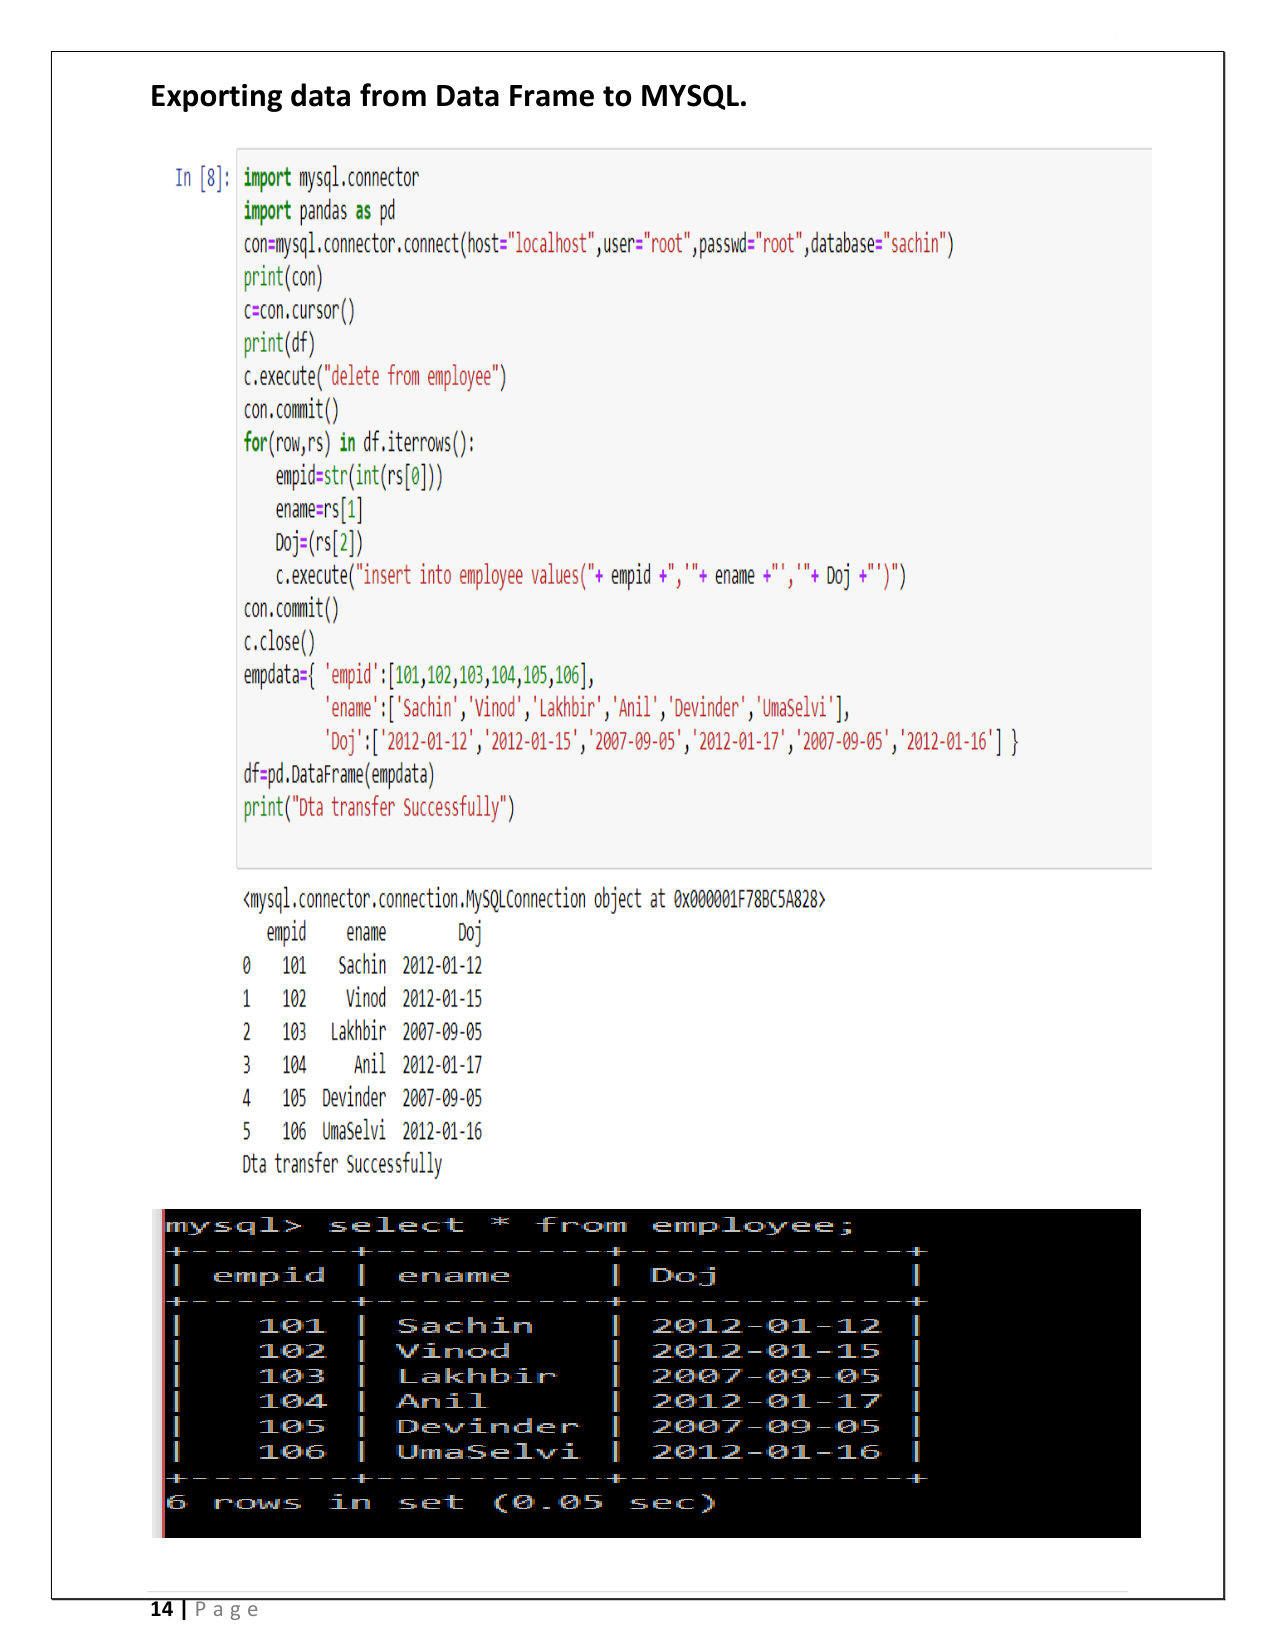 Exporting data from Data Frame to MYSQL.
In [8]: import mysql.connector
import pandas as pd
con=mysql.connector.connect(host="localhost",user="root",passwd="root",database="sachin")
print(con)
c=con.cursor()
print(df)
c.execute("delete from employee")
con.commit()
for(row,rs) in df.iterrows():
    empid=str(int(rs[0]))
    ename=rs[1]
    Doj=(rs[2])
    c.execute("insert into employee values("+ empid +",'"+ ename +"','"+ Doj +"')")
con.commit()
c.close()
empdata={ 'empid':[101,102,103,104,105,106],
          'ename':['Sachin','Vinod','Lakhbir','Anil','Devinder','UmaSelvi'],
          'Doj':['2012-01-12','2012-01-15','2007-09-05','2012-01-17','2007-09-05','2012-01-16'] }
df=pd.DataFrame(empdata)
print("Dta transfer Successfully")
<mysql.connector.connection.MySQLConnection object at 0x000001F78BC5A828>
   empid     ename         Doj
0    101    Sachin  2012-01-12
1    102     Vinod  2012-01-15
2    103   Lakhbir  2007-09-05
3    104      Anil  2012-01-17
4    105  Devinder  2007-09-05
5    106  UmaSelvi  2012-01-16
Dta transfer Successfully
mysql> select * from employee;
+-------+----------+------------+
| empid | ename    | Doj        |
+-------+----------+------------+
|   101 | Sachin   | 2012-01-12 |
|   102 | Vinod    | 2012-01-15 |
|   103 | Lakhbir  | 2007-09-05 |
|   104 | Anil     | 2012-01-17 |
|   105 | Devinder | 2007-09-05 |
|   106 | UmaSelvi | 2012-01-16 |
+-------+----------+------------+
6 rows in set (0.05 sec)
14 | Page